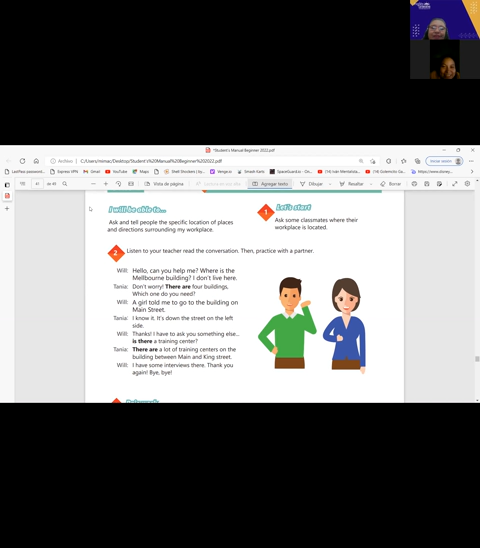 *Student's Manual Beginner 2022.pdf
Archivo
C:/Users/mimac/Desktop/Student's%20Manual%20Beginner%202022.pdf
Iniciar sesión
LastPass password...
Express VPN
Gmail
YouTube
Maps
41
de 49
Vista de página
Agregar texto
Dibujar
Resaltar
Borrar
I will be able to...
Ask and tell people the specific location of places
and directions surrounding my workplace.
1
Let's start
Ask some classmates where their
workplace is located.
2
Listen to your teacher read the conversation. Then, practice with a partner.
Will: Hello, can you help me? Where is the
Mellbourne building? I don't live here.
Tania: Don't worry! There are four buildings,
Which one do you need?
Will: A girl told me to go to the building on
Main Street.
Tania: I know it. It's down the street on the left
side.
Will: Thanks! I have to ask you something else...
is there a training center?
Tania: There are a lot of training centers on the
building between Main and King street.
Will: I have some interviews there. Thank you
again! Bye, bye!